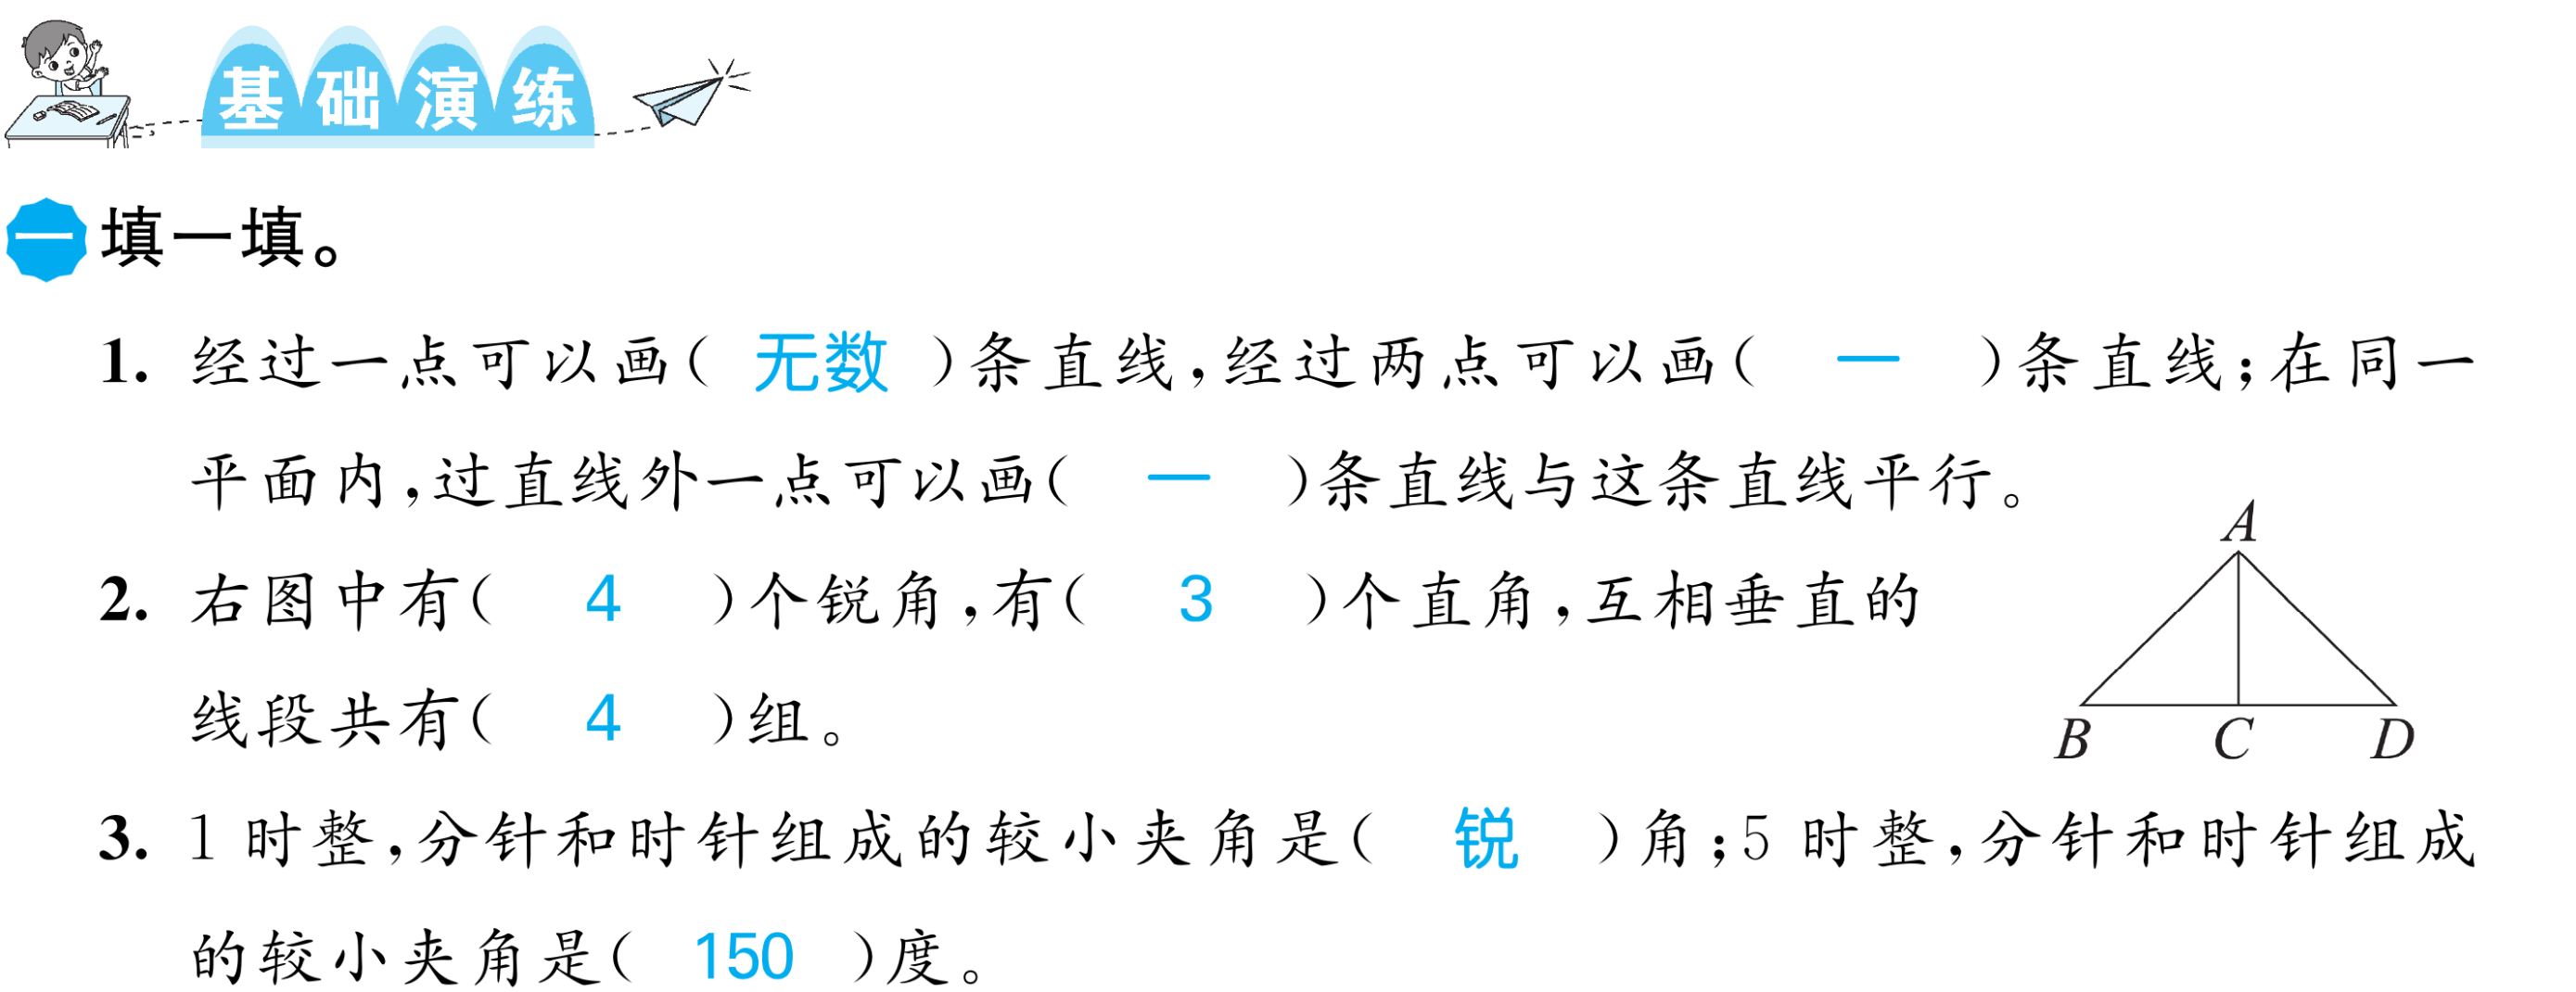 基础演练
一 填一填。
1. 经过一点可以画( 无数 )条直线,经过两点可以画( 一 )条直线;在同一
平面内,过直线外一点可以画( 一 )条直线与这条直线平行。
2. 右图中有( 4 )个锐角,有( 3 )个直角,互相垂直的
线段共有( 4 )组。
A
B C D
3. 1 时整,分针和时针组成的较小夹角是( 锐 )角;5 时整,分针和时针组成
的较小夹角是( 150 )度。